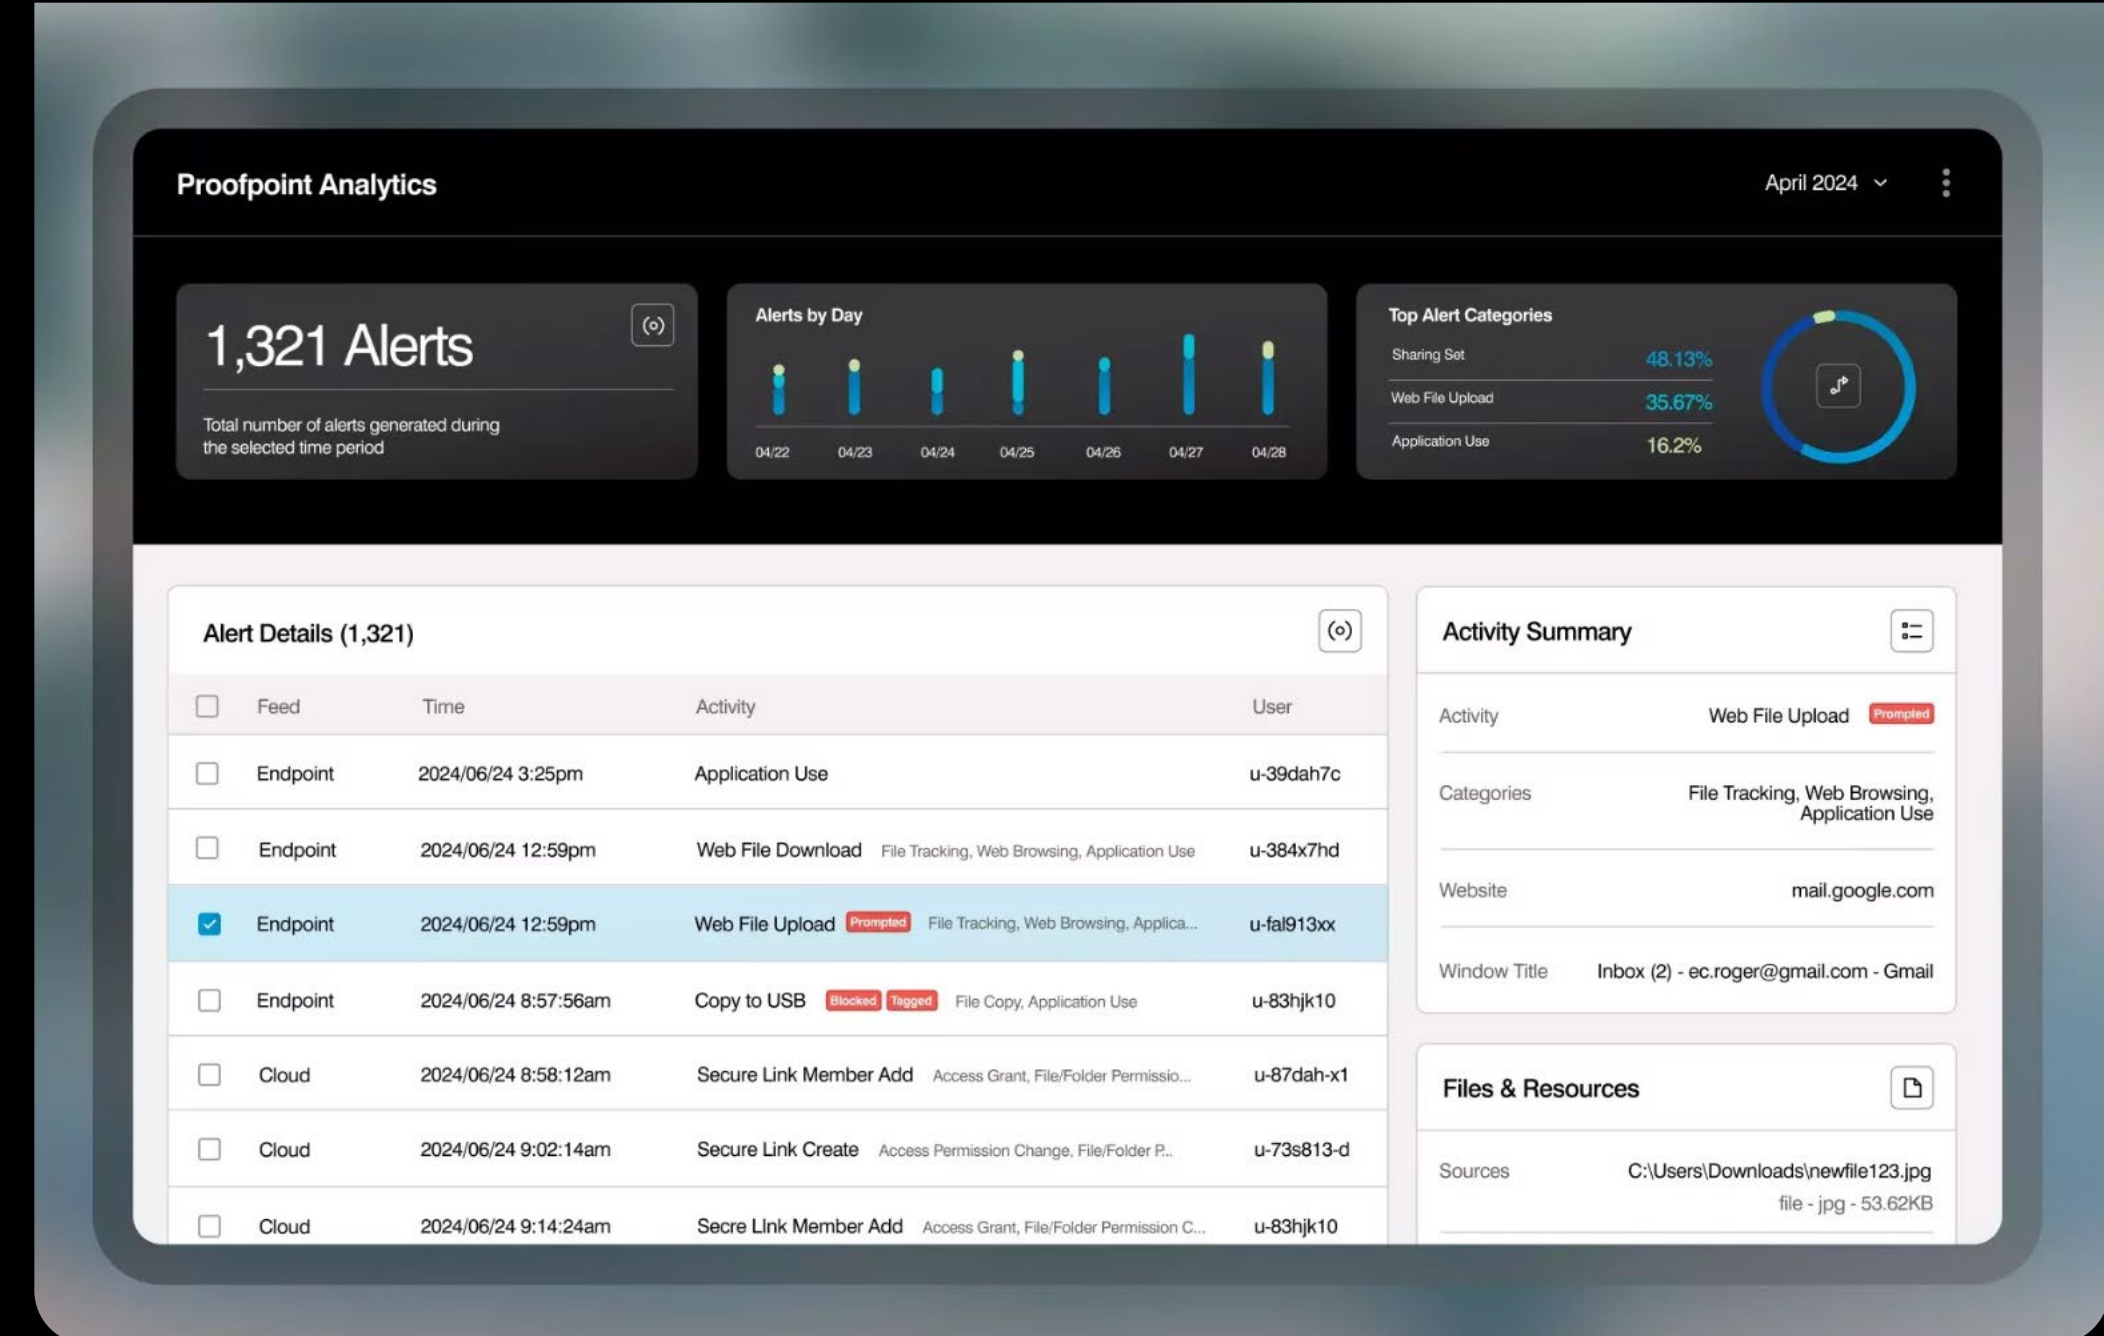 Proofpoint Analytics
April 2024
1,321 Alerts
Total number of alerts generated during
the selected time period
Alerts by Day
04/22 04/23 04/24 04/25 04/26 04/27 04/28
Top Alert Categories
Sharing Set 48.13%
Web File Upload 35.67%
Application Use 16.2%
Alert Details (1,321)
Feed Time Activity User
Endpoint 2024/06/24 3:25pm Application Use u-39dah7c
Endpoint 2024/06/24 12:59pm Web File Download File Tracking, Web Browsing, Application Use u-384x7hd
Endpoint 2024/06/24 12:59pm Web File Upload Prompted File Tracking, Web Browsing, Applica... u-fal913xx
Endpoint 2024/06/24 8:57:56am Copy to USB Blocked Tagged File Copy, Application Use u-83hjk10
Cloud 2024/06/24 8:58:12am Secure Link Member Add Access Grant, File/Folder Permissio... u-87dah-x1
Cloud 2024/06/24 9:02:14am Secure Link Create Access Permission Change, File/Folder P... u-73s813-d
Cloud 2024/06/24 9:14:24am Secre LInk Member Add Access Grant, File/Folder Permission C... u-83hjk10
Activity Summary
Activity Web File Upload Prompted
Categories File Tracking, Web Browsing,
Application Use
Website mail.google.com
Window Title Inbox (2) - ec.roger@gmail.com - Gmail
Files & Resources
Sources C:\Users\Downloads\newfile123.jpg
file - jpg - 53.62KB